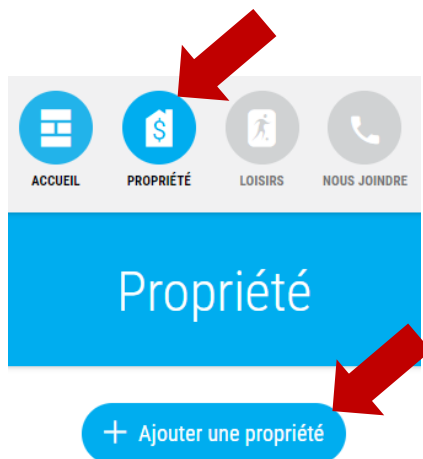 ACCUEIL PROPRIÉTÉ LOISIRS NOUS JOINDRE
Propriété
+ Ajouter une propriété